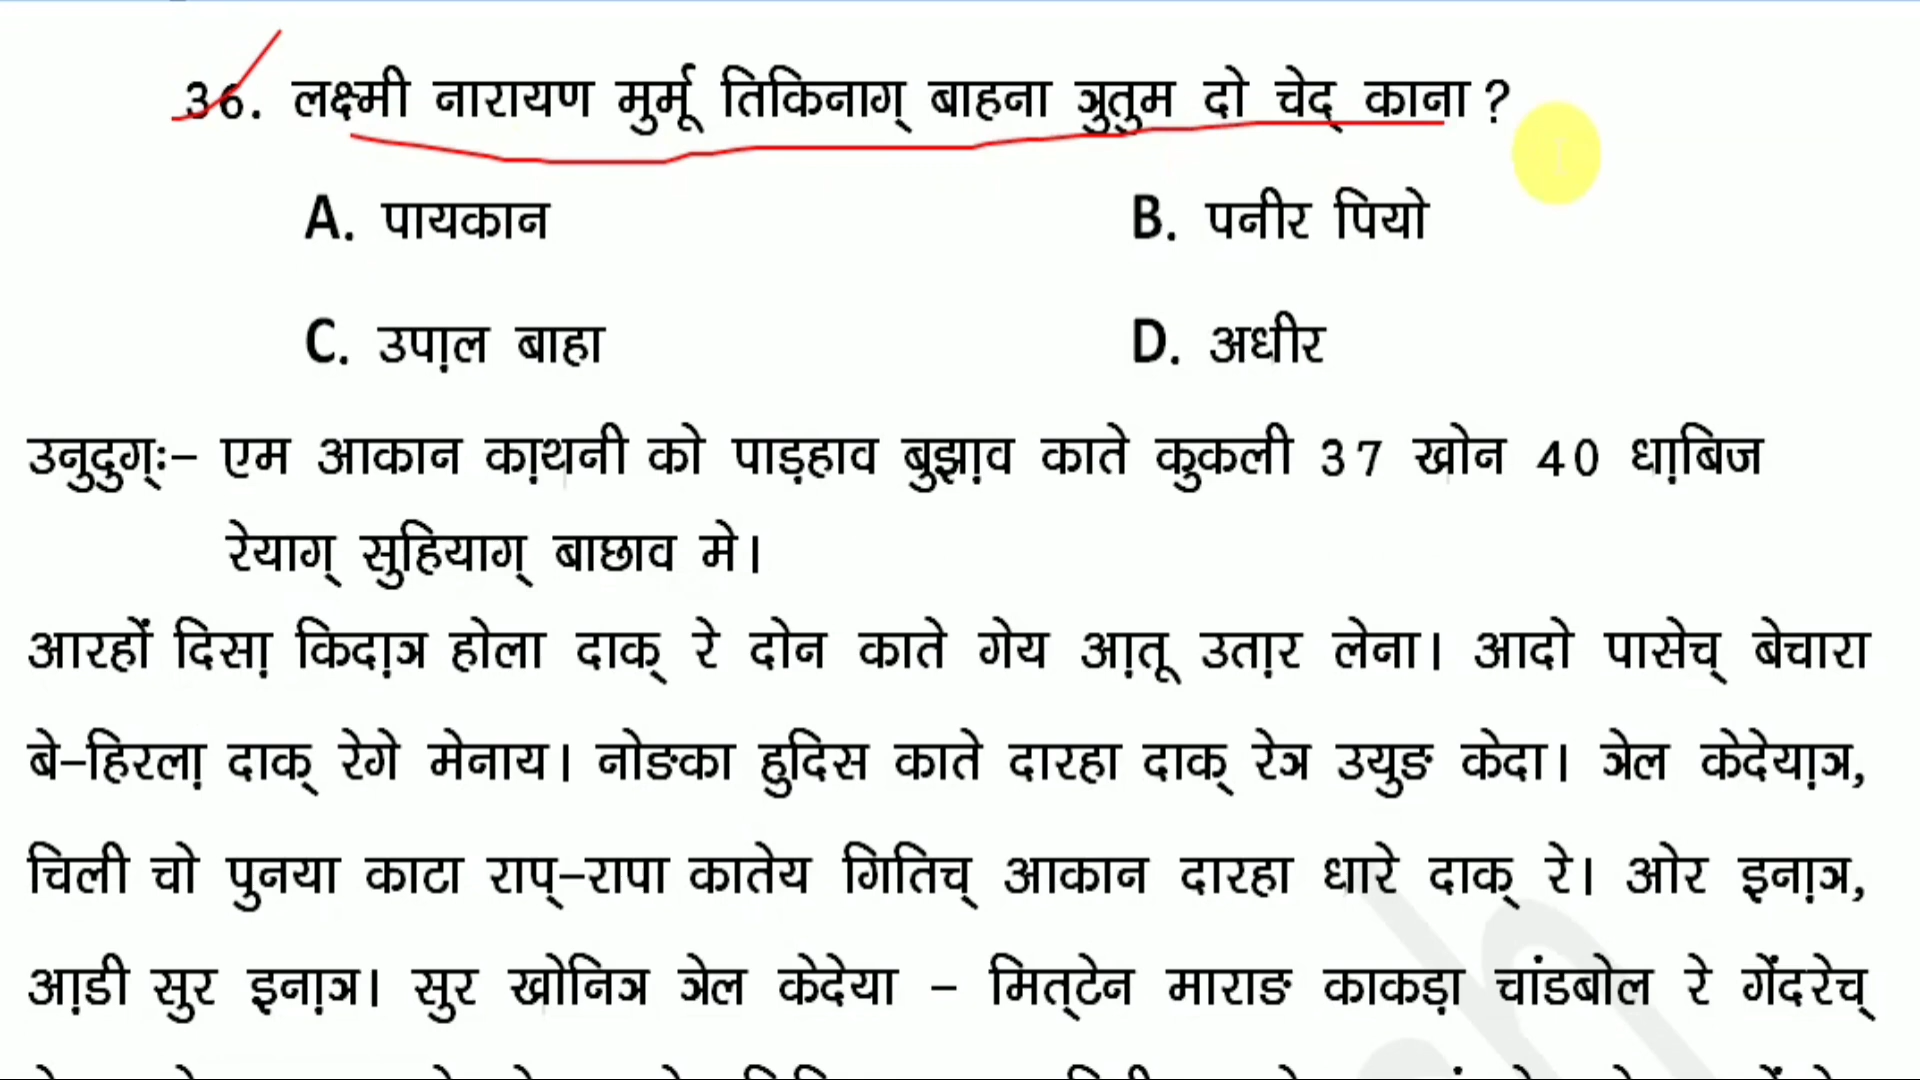 36. लक्ष्मी नारायण मुर्मू तिकिनाग् बाहना ञुतुम दो चेद् काना ?
A. पायकान
B. पनीर पियो
C. उपा़ल बाहा
D. अधीर
उनुदुग्ः– एम आकान का़थनी को पाड़हाव बुझा़व काते कुकली 37 खोन 40 धा़बिज
रेयाग् सुहियाग् बाछाव मे।
आरहों दिसा़ किदा़ञ होला दाक् रे दोन काते गेय आ़तू उता़र लेना। आदो पासेच् बेचारा
बे–हिरला़ दाक् रेगे मेनाय। नोङका हुदिस काते दारहा दाक् रेञ उयुङ केदा। ञेल केदेया़ञ,
चिली चो पुनया काटा राप्–रापा कातेय गितिच् आकान दारहा धारे दाक् रे। ओर इना़ञ,
आ़डी सुर इना़ञ। सुर खोनिञ ञेल केदेया – मित्टेन माराङ काकड़ा़ चांडबोल रे गेंदरेच्